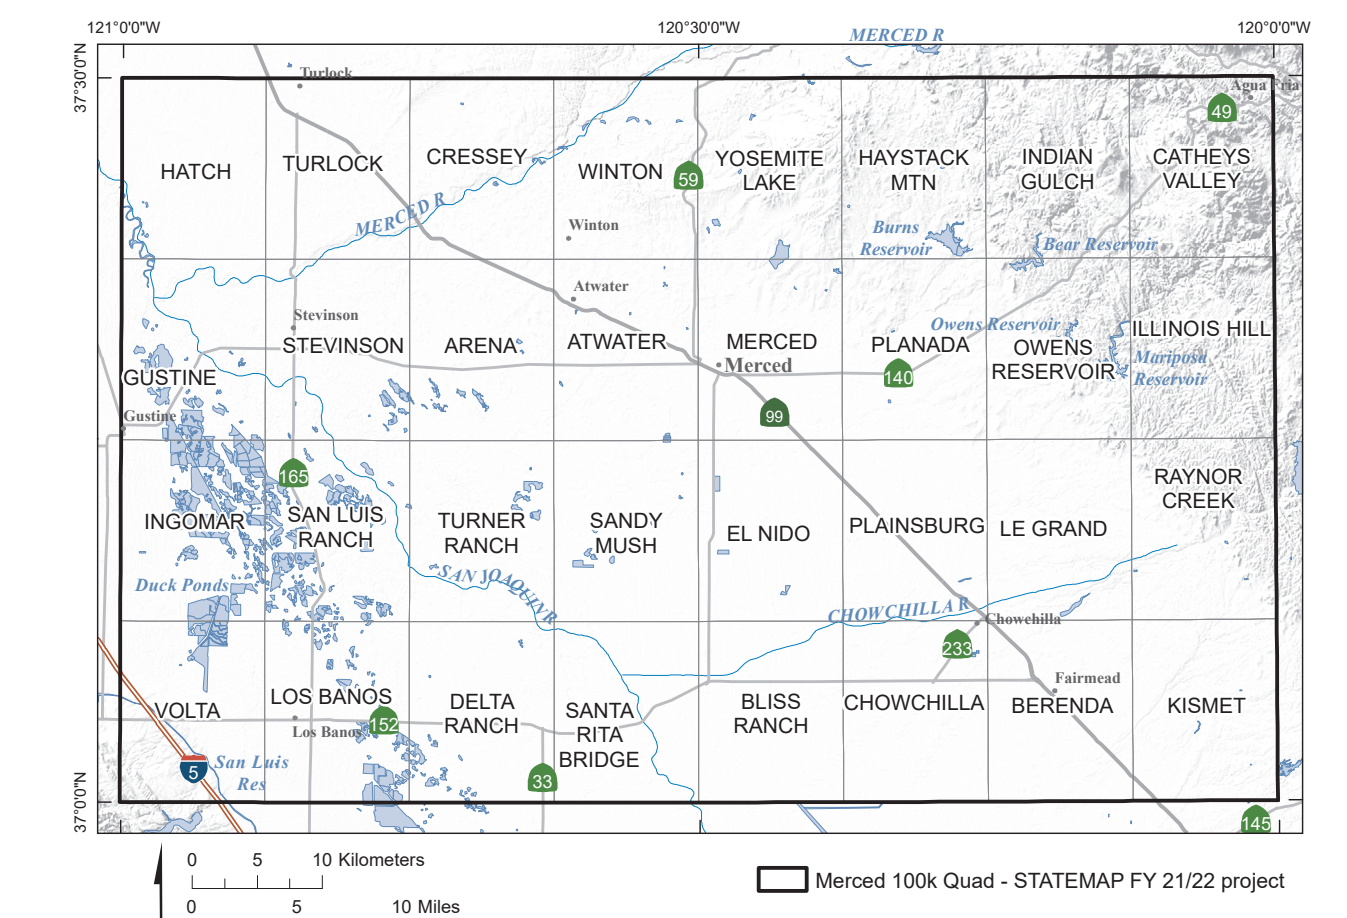 121°0'0"W
120°30'0"W
120°0'0"W
MERCED R
37°30'0"N
Turlock
Agua Fria
49
HATCH
TURLOCK
CRESSEY
WINTON
59
YOSEMITE
LAKE
HAYSTACK
MTN
INDIAN
GULCH
CATHEYS
VALLEY
MERCED R
Winton
Burns
Reservoir
Bear Reservoir
Atwater
Stevinson
STEVINSON
ARENA
ATWATER
MERCED
Merced
Owens Reservoir
PLANADA
140
OWENS
RESERVOIR
ILLINOIS HILL
Mariposa
Reservoir
GUSTINE
Gustine
99
165
INGOMAR
SAN LUIS
RANCH
TURNER
RANCH
SANDY
MUSH
EL NIDO
PLAINSBURG
LE GRAND
RAYNOR
CREEK
Duck Ponds
SAN JOAQUIN R
CHOWCHILLA R
Chowchilla
233
VOLTA
LOS BANOS
152
Los Banos
DELTA
RANCH
SANTA
RITA
BRIDGE
BLISS
RANCH
CHOWCHILLA
Fairmead
BERENDA
KISMET
5
San Luis
Res
33
145
37°0'0"N
0 5 10 Kilometers
0 5 10 Miles
Merced 100k Quad - STATEMAP FY 21/22 project